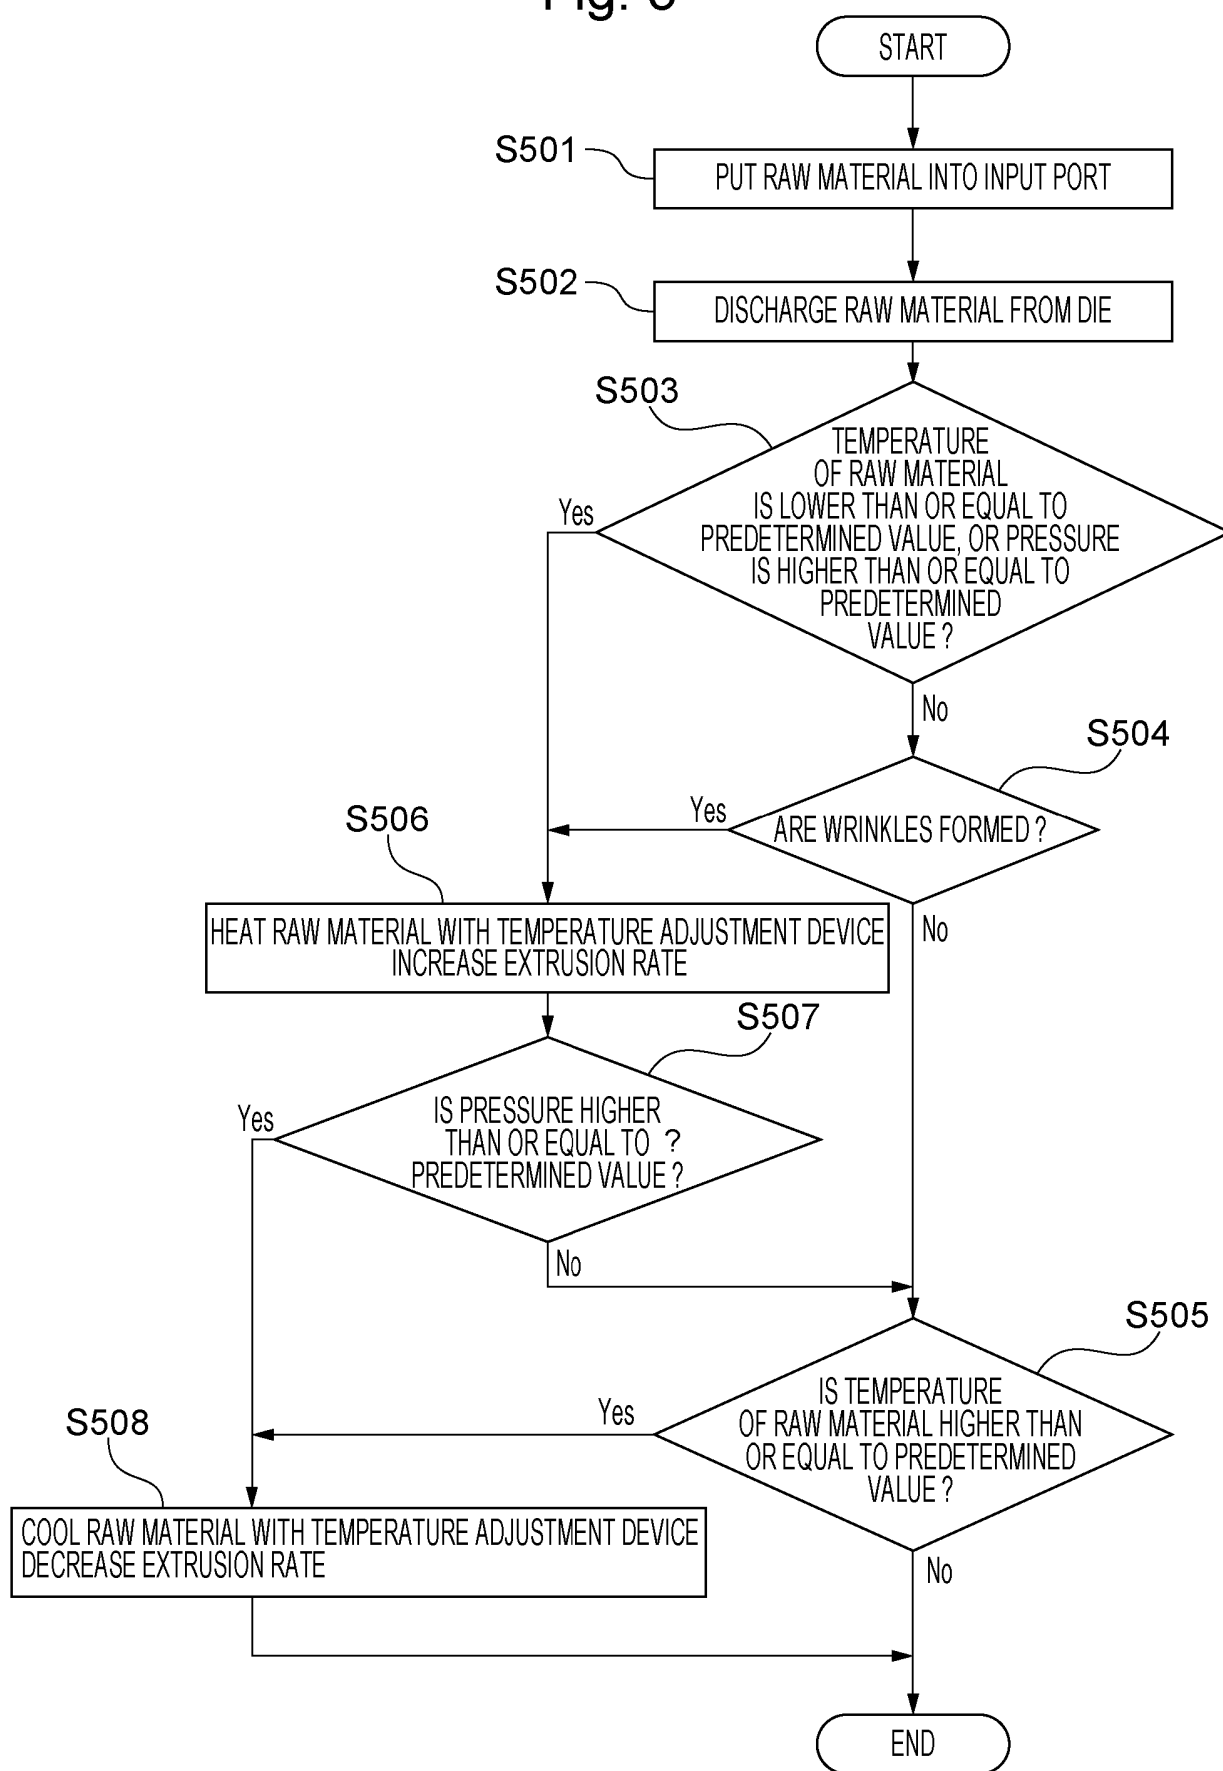 START
S501
PUT RAW MATERIAL INTO INPUT PORT
S502
DISCHARGE RAW MATERIAL FROM DIE
S503
TEMPERATURE
OF RAW MATERIAL
IS LOWER THAN OR EQUAL TO
PREDETERMINED VALUE, OR PRESSURE
IS HIGHER THAN OR EQUAL TO
PREDETERMINED
VALUE ?
Yes
No
S504
ARE WRINKLES FORMED ?
Yes
No
S506
HEAT RAW MATERIAL WITH TEMPERATURE ADJUSTMENT DEVICE
INCREASE EXTRUSION RATE
S507
IS PRESSURE HIGHER
THAN OR EQUAL TO ?
PREDETERMINED VALUE ?
Yes
No
S505
IS TEMPERATURE
OF RAW MATERIAL HIGHER THAN
OR EQUAL TO PREDETERMINED
VALUE ?
Yes
No
S508
COOL RAW MATERIAL WITH TEMPERATURE ADJUSTMENT DEVICE
DECREASE EXTRUSION RATE
END